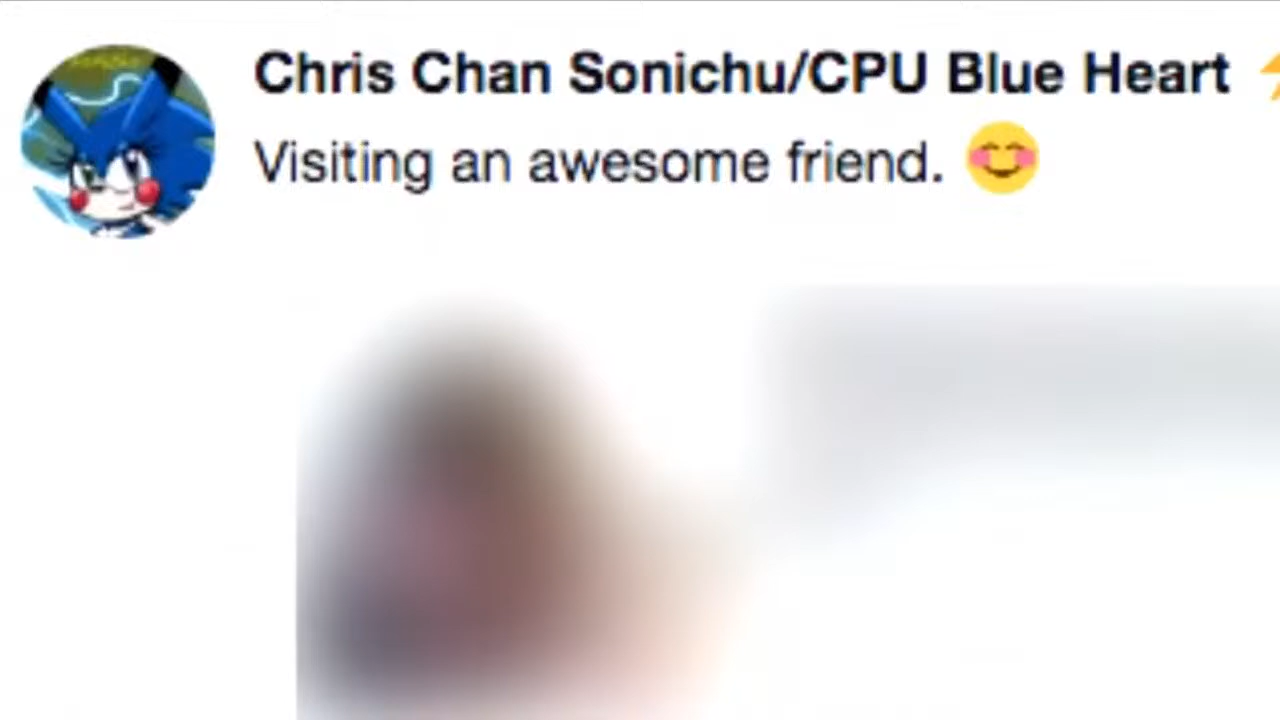 Chris Chan Sonichu/CPU Blue Heart ⚡
Visiting an awesome friend. 😊